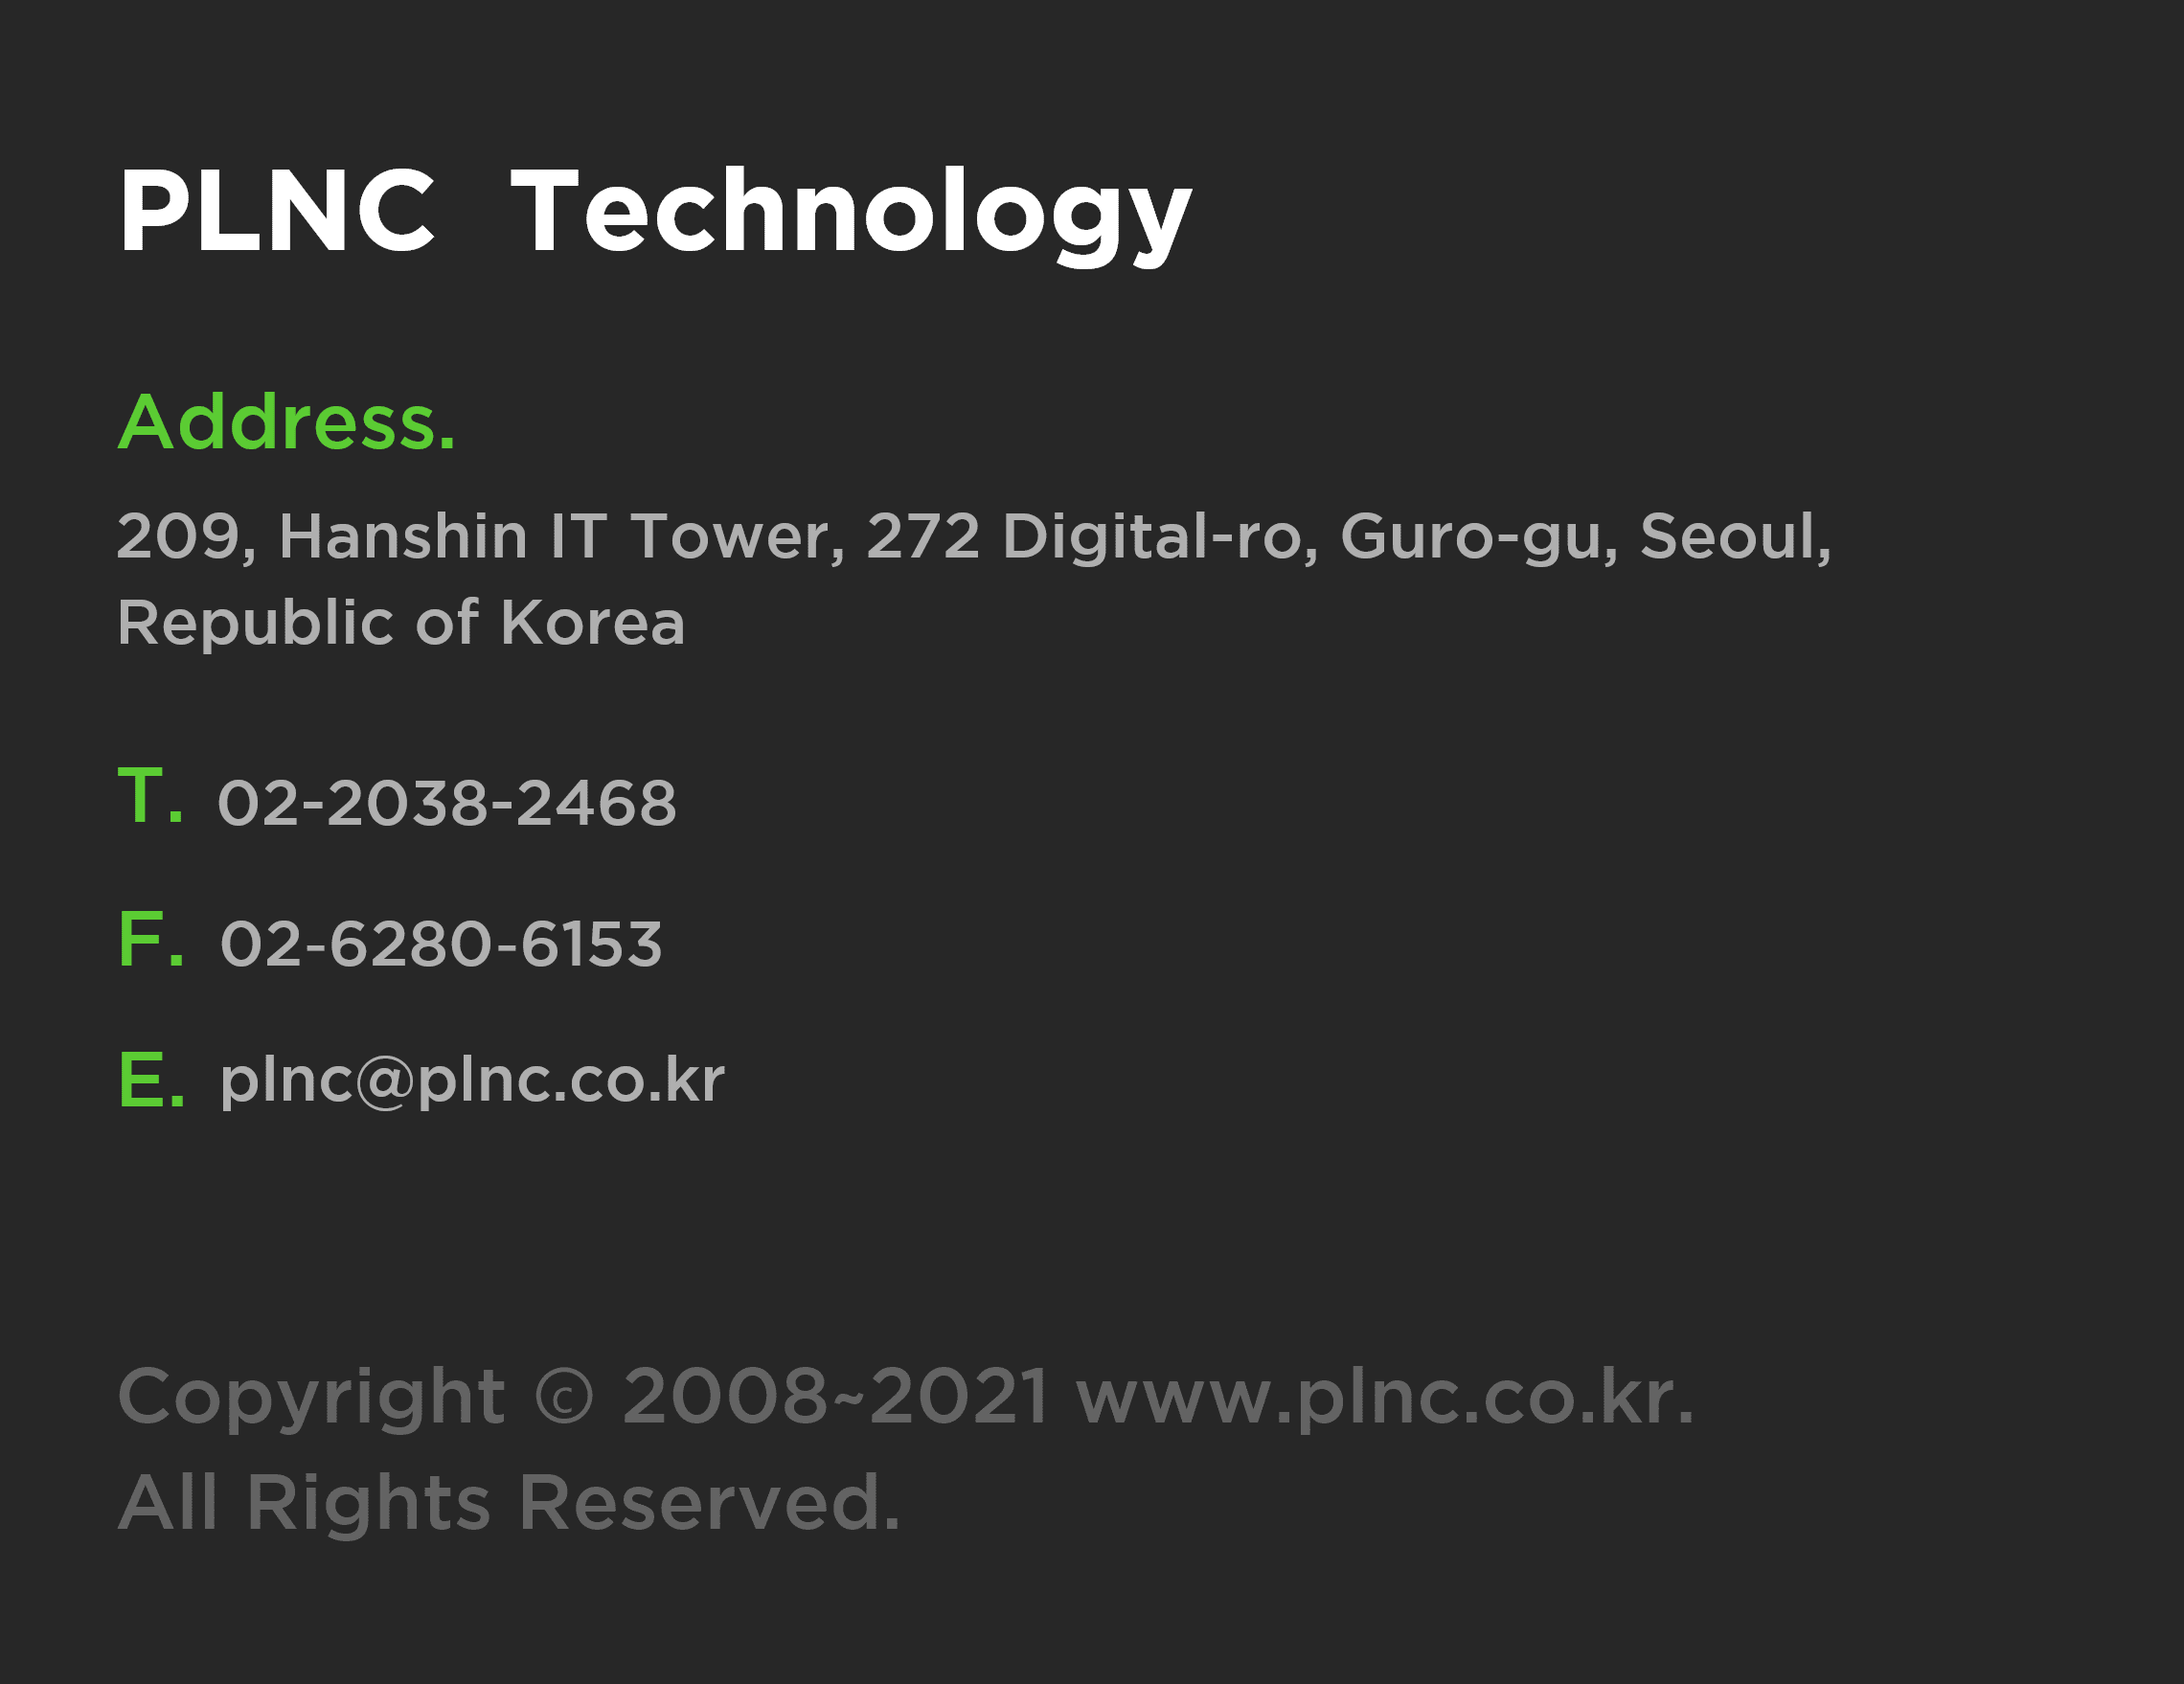 PLNC Technology
Address.
209, Hanshin IT Tower, 272 Digital-ro, Guro-gu, Seoul,
Republic of Korea
T. 02-2038-2468
F. 02-6280-6153
E. plnc@plnc.co.kr
Copyright © 2008~2021 www.plnc.co.kr.
All Rights Reserved.